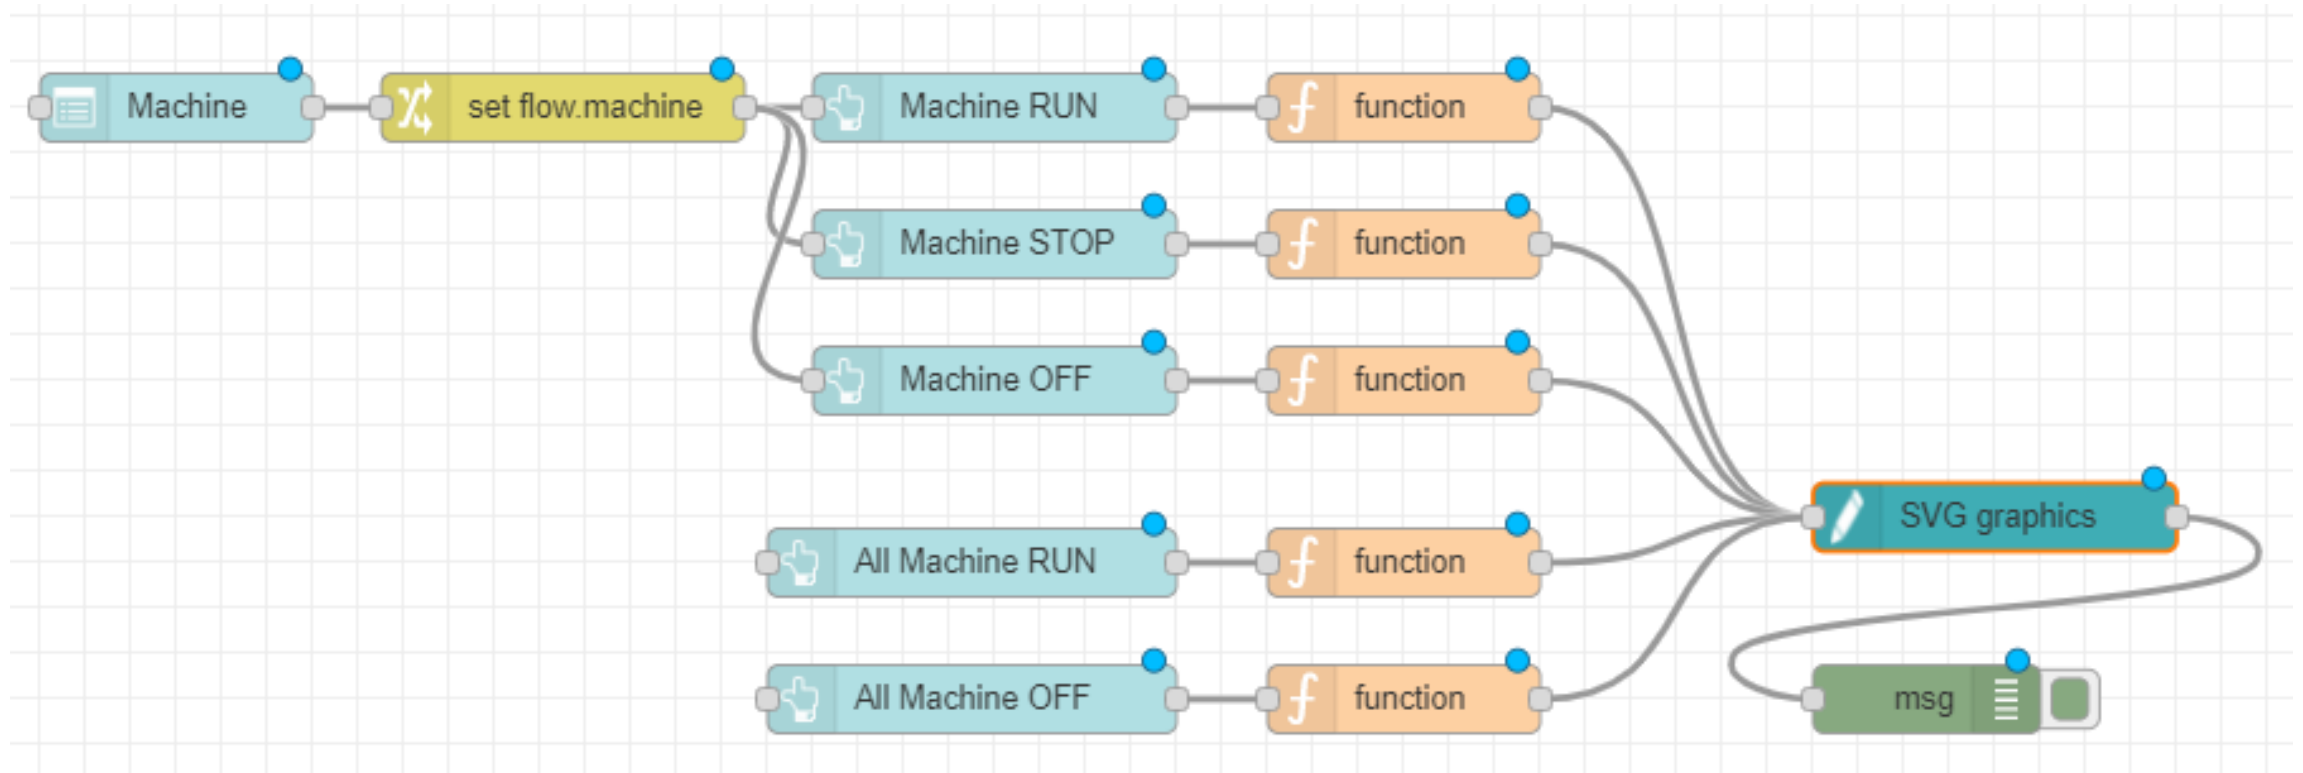 Machine
set flow.machine
Machine RUN
function
Machine STOP
function
Machine OFF
function
SVG graphics
All Machine RUN
function
All Machine OFF
function
msg